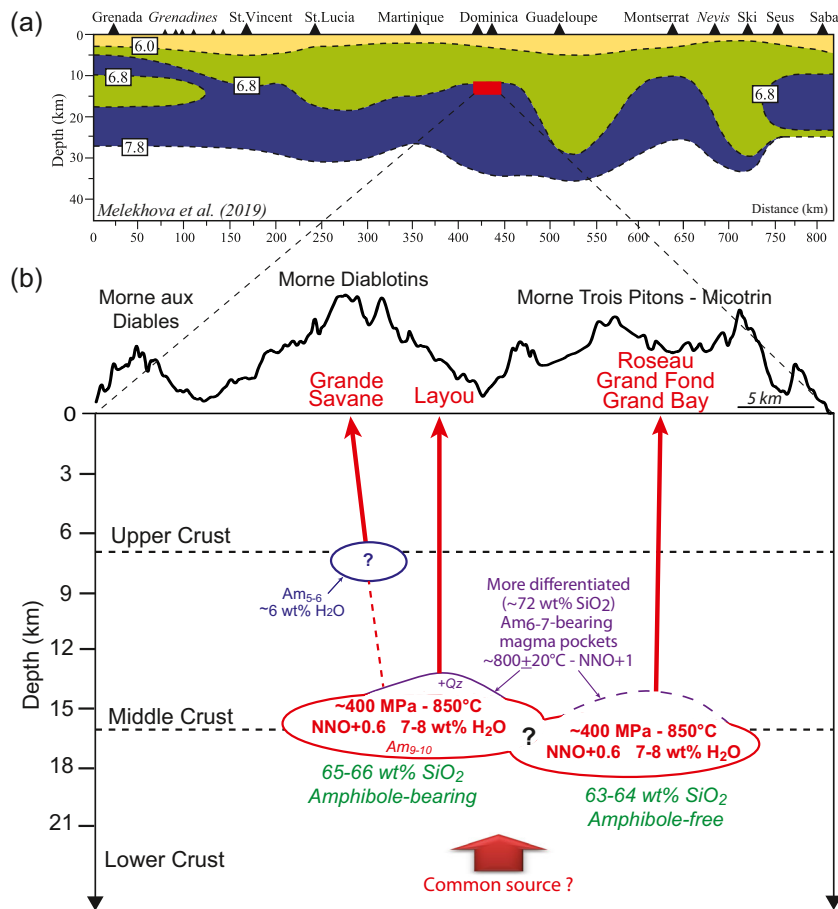 (a)
Grenada Grenadines St.Vincent St.Lucia Martinique Dominica Guadeloupe Montserrat Nevis Ski Seus Saba
0
10
20
30
40
Depth (km)
6.0
6.8
6.8
6.8
7.8
Melekhova et al. (2019)
Distance (km)
0 50 100 150 200 250 300 350 400 450 500 550 600 650 700 750 800
(b)
Morne aux
Diables
Morne Diablotins
Morne Trois Pitons - Micotrin
Grande
Savane
Layou
Roseau
Grand Fond
Grand Bay
5 km
0
3
6
9
12
15
18
21
Depth (km)
Upper Crust
?
Am5-6
~6 wt% H2O
More differentiated
(~72 wt% SiO2)
Am6-7-bearing
magma pockets
~800±20°C - NNO+1
+Qz
Middle Crust
~400 MPa - 850°C
NNO+0.6 7-8 wt% H2O
Am9-10
?
~400 MPa - 850°C
NNO+0.6 7-8 wt% H2O
65-66 wt% SiO2
Amphibole-bearing
63-64 wt% SiO2
Amphibole-free
Lower Crust
Common source ?